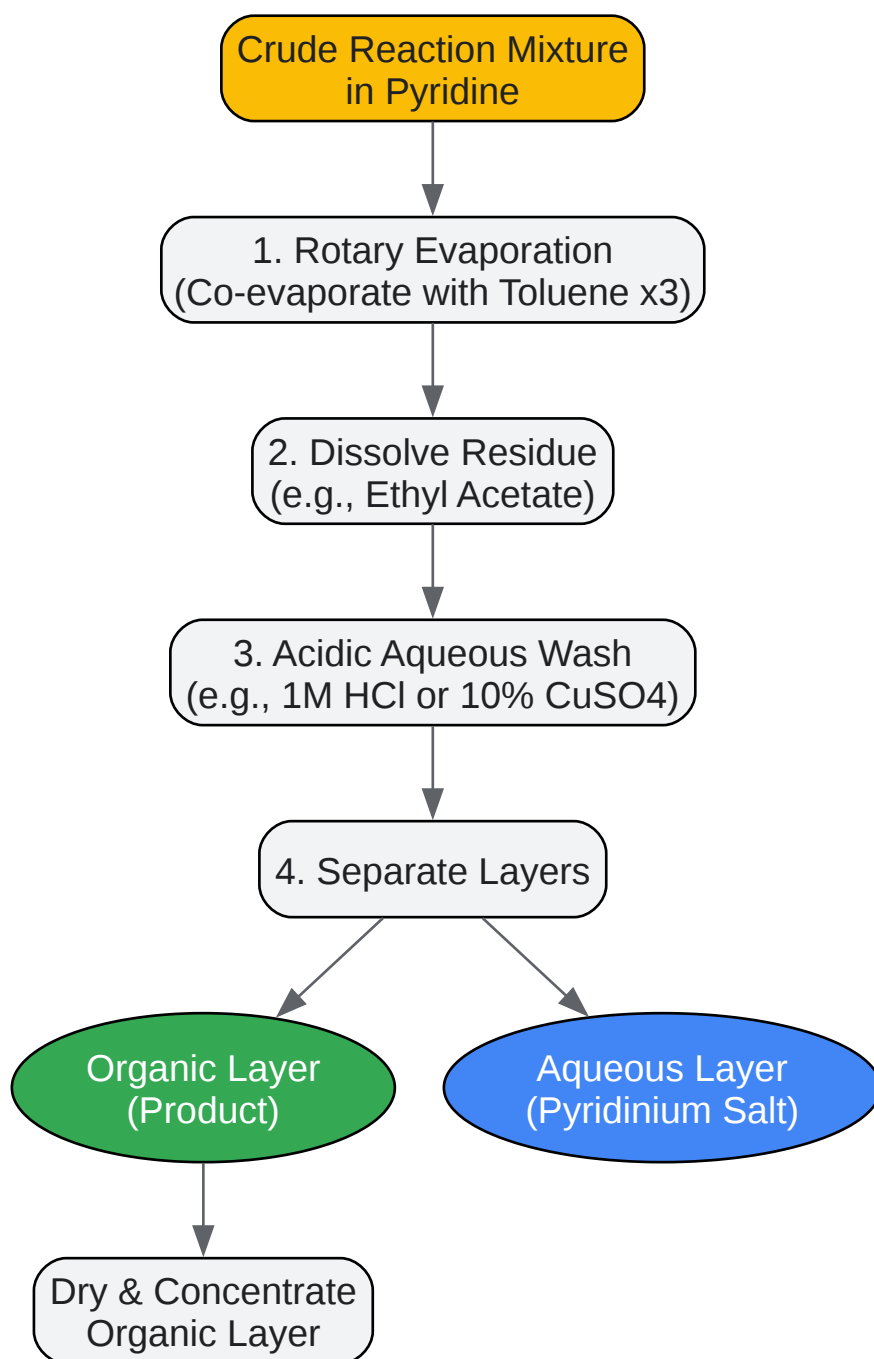 Crude Reaction Mixture
in Pyridine
1. Rotary Evaporation
(Co-evaporate with Toluene x3)
2. Dissolve Residue
(e.g., Ethyl Acetate)
3. Acidic Aqueous Wash
(e.g., 1M HCl or 10% CuSO4)
4. Separate Layers
Organic Layer
(Product)
Aqueous Layer
(Pyridinium Salt)
Dry & Concentrate
Organic Layer